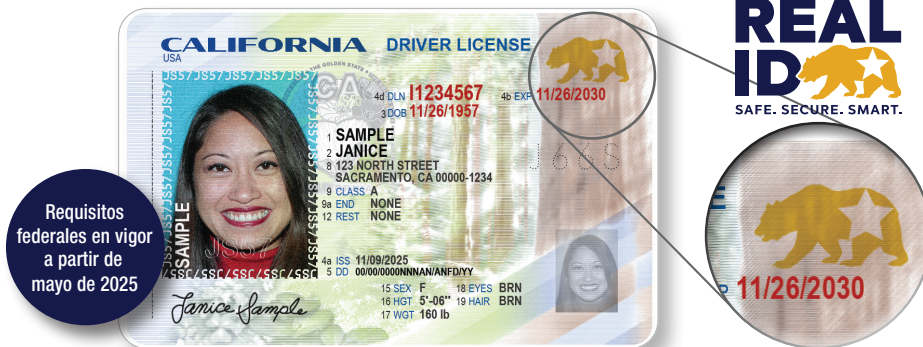 CALIFORNIA DRIVER LICENSE
USA
THE GOLDEN STATE
CA
4d DLN I1234567 4b EXP 11/26/2030
3 DOB 11/26/1957
1 SAMPLE
2 JANICE
8 123 NORTH STREET
SACRAMENTO, CA 00000-1234
9 CLASS A
9a END NONE
12 REST NONE
4a ISS 11/09/2025
5 DD 00/00/0000NNNAN/ANFD/YY
15 SEX F 18 EYES BRN
16 HGT 5'-06" 19 HAIR BRN
17 WGT 160 lb
SAMPLE
Janice Sample
Requisitos
federales en vigor
a partir de
mayo de 2025
REAL
ID
SAFE. SECURE. SMART.
11/26/2030